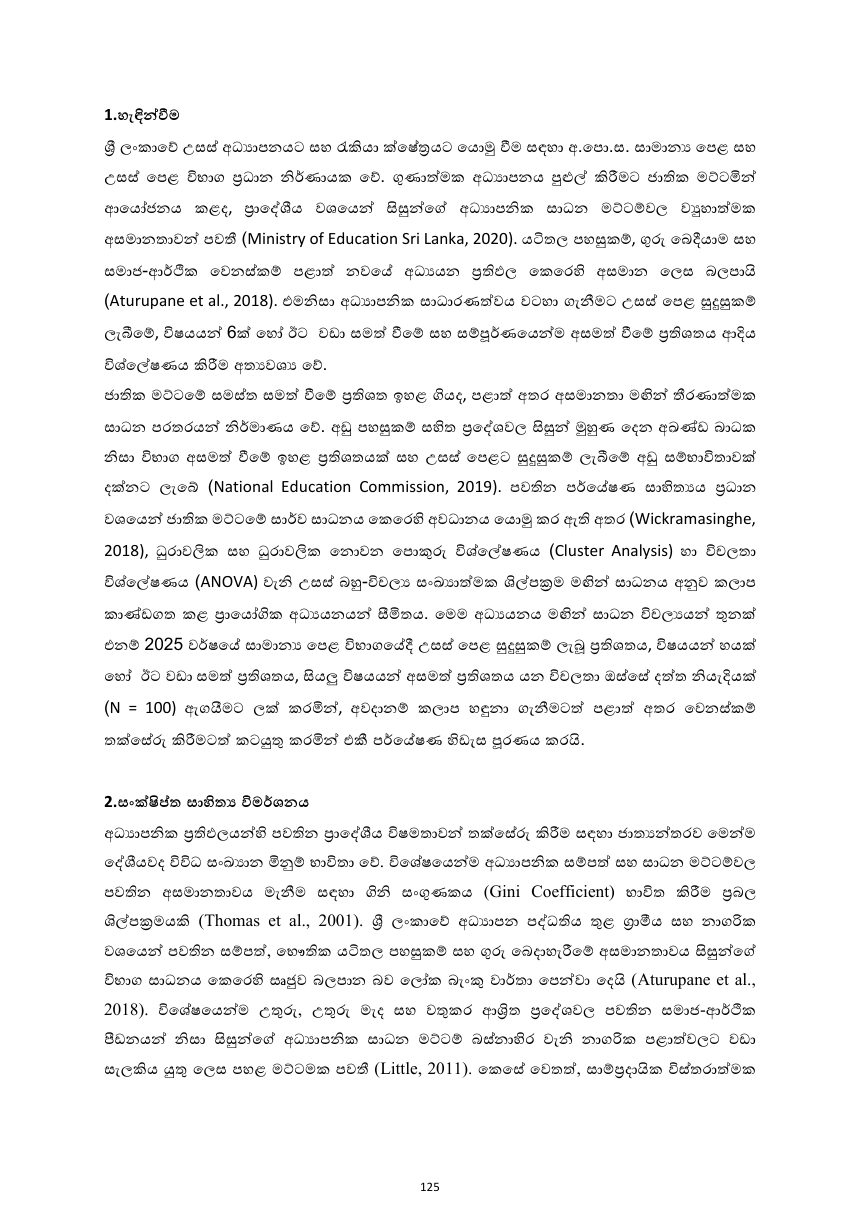 1.හැඳින්වීම
ශ්‍රී ලංකාවේ උසස් අධ්‍යාපනයට සහ රැකියා ක්ෂේත්‍රයට යොමු වීම සඳහා අ.පො.ස. සාමාන්‍ය පෙළ සහ
උසස් පෙළ විභාග ප්‍රධාන නිර්ණායක වේ. ගුණාත්මක අධ්‍යාපනය පුළුල් කිරීමට ජාතික මට්ටමින්
ආයෝජනය කළද, ප්‍රාදේශීය වශයෙන් සිසුන්ගේ අධ්‍යාපනික සාධන මට්ටම්වල ව්‍යුහාත්මක
අසමානතාවන් පවතී (Ministry of Education Sri Lanka, 2020). යටිතල පහසුකම්, ගුරු බෙදීයාම සහ
සමාජ-ආර්ථික වෙනස්කම් පළාත් නවයේ අධ්‍යයන ප්‍රතිඵල කෙරෙහි අසමාන ලෙස බලපායි
(Aturupane et al., 2018). එමනිසා අධ්‍යාපනික සාධාරණත්වය වටහා ගැනීමට උසස් පෙළ සුදුසුකම්
ලැබීමේ, විෂයයන් 6ක් හෝ ඊට වඩා සමත් වීමේ සහ සම්පූර්ණයෙන්ම අසමත් වීමේ ප්‍රතිශතය ආදිය
විශ්ලේෂණය කිරීම අත්‍යවශ්‍ය වේ.
ජාතික මට්ටමේ සමස්ත සමත් වීමේ ප්‍රතිශත ඉහළ ගියද, පළාත් අතර අසමානතා මඟින් තීරණාත්මක
සාධන පරතරයන් නිර්මාණය වේ. අඩු පහසුකම් සහිත ප්‍රදේශවල සිසුන් මුහුණ දෙන අඛණ්ඩ බාධක
නිසා විභාග අසමත් වීමේ ඉහළ ප්‍රතිශතයක් සහ උසස් පෙළට සුදුසුකම් ලැබීමේ අඩු සම්භාවිතාවක්
දක්නට ලැබේ (National Education Commission, 2019). පවතින පර්යේෂණ සාහිත්‍යය ප්‍රධාන
වශයෙන් ජාතික මට්ටමේ සාර්ව සාධනය කෙරෙහි අවධානය යොමු කර ඇති අතර (Wickramasinghe,
2018), ධුරාවලික සහ ධුරාවලික නොවන පොකුරු විශ්ලේෂණය (Cluster Analysis) හා විචලතා
විශ්ලේෂණය (ANOVA) වැනි උසස් බහු-විචල්‍ය සංඛ්‍යාත්මක ශිල්පක්‍රම මඟින් සාධනය අනුව කලාප
කාණ්ඩගත කළ ප්‍රායෝගික අධ්‍යයනයන් සීමිතය. මෙම අධ්‍යයනය මඟින් සාධන විචල්‍යයන් තුනක්
එනම් 2025 වර්ෂයේ සාමාන්‍ය පෙළ විභාගයේදී උසස් පෙළ සුදුසුකම් ලැබූ ප්‍රතිශතය, විෂයයන් හයක්
හෝ ඊට වඩා සමත් ප්‍රතිශතය, සියලු විෂයයන් අසමත් ප්‍රතිශතය යන විචලතා ඔස්සේ දත්ත නියැදියක්
(N = 100) ඇගයීමට ලක් කරමින්, අවදානම් කලාප හඳුනා ගැනීමටත් පළාත් අතර වෙනස්කම්
තක්සේරු කිරීමටත් කටයුතු කරමින් එකී පර්යේෂණ හිඩැස පූරණය කරයි.
2.සංක්ෂිප්ත සාහිත්‍ය විමර්ශනය
අධ්‍යාපනික ප්‍රතිඵලයන්හි පවතින ප්‍රාදේශීය විෂමතාවන් තක්සේරු කිරීම සඳහා ජාත්‍යන්තරව මෙන්ම
දේශීයවද විවිධ සංඛ්‍යාන මිනුම් භාවිතා වේ. විශේෂයෙන්ම අධ්‍යාපනික සම්පත් සහ සාධන මට්ටම්වල
පවතින අසමානතාවය මැනීම සඳහා ගිනි සංගුණකය (Gini Coefficient) භාවිත කිරීම ප්‍රබල
ශිල්පක්‍රමයකි (Thomas et al., 2001). ශ්‍රී ලංකාවේ අධ්‍යාපන පද්ධතිය තුළ ග්‍රාමීය සහ නාගරික
වශයෙන් පවතින සම්පත්, භෞතික යටිතල පහසුකම් සහ ගුරු බෙදාහැරීමේ අසමානතාවය සිසුන්ගේ
විභාග සාධනය කෙරෙහි සෘජුව බලපාන බව ලෝක බැංකු වාර්තා පෙන්වා දෙයි (Aturupane et al.,
2018). විශේෂයෙන්ම උතුරු, උතුරු මැද සහ වතුකර ආශ්‍රිත ප්‍රදේශවල පවතින සමාජ-ආර්ථික
පීඩනයන් නිසා සිසුන්ගේ අධ්‍යාපනික සාධන මට්ටම් බස්නාහිර වැනි නාගරික පළාත්වලට වඩා
සැලකිය යුතු ලෙස පහළ මට්ටමක පවතී (Little, 2011). කෙසේ වෙතත්, සාම්ප්‍රදායික විස්තරාත්මක
125